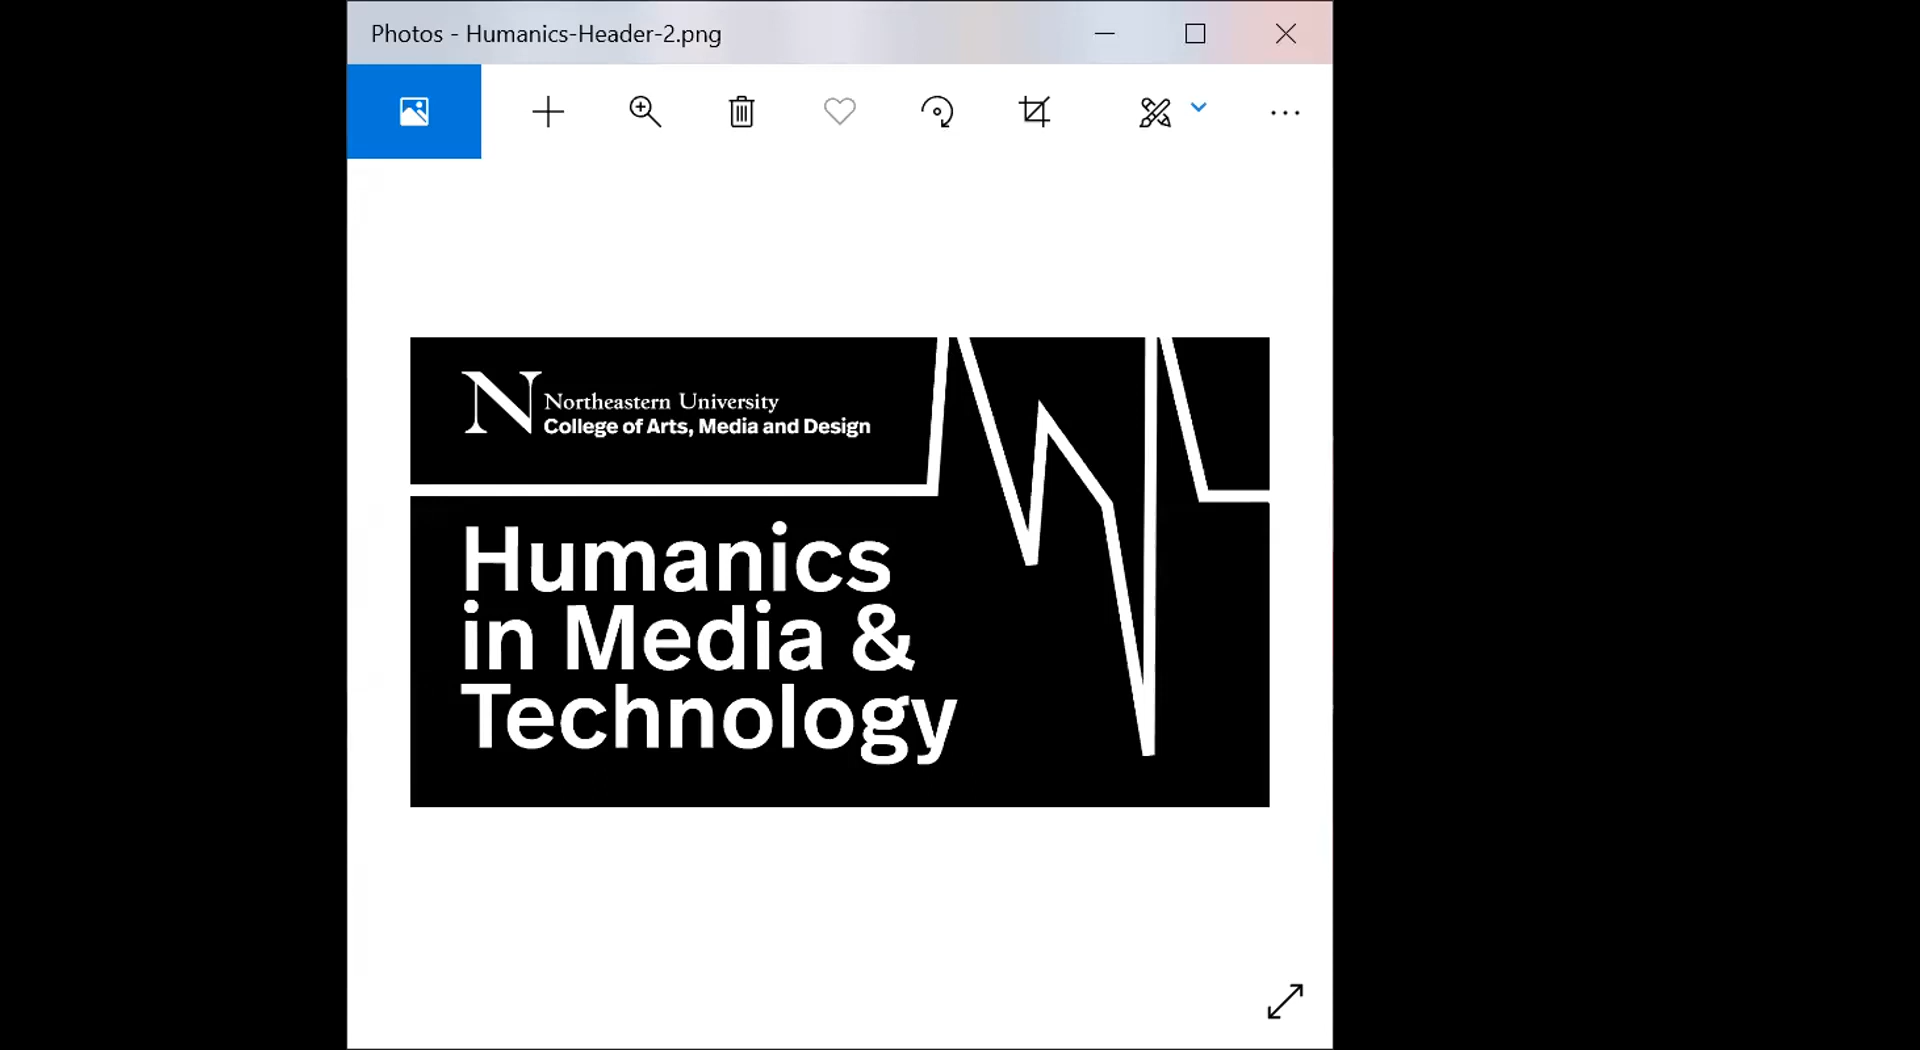 Photos - Humanics-Header-2.png
N Northeastern University
College of Arts, Media and Design
Humanics
in Media &
Technology